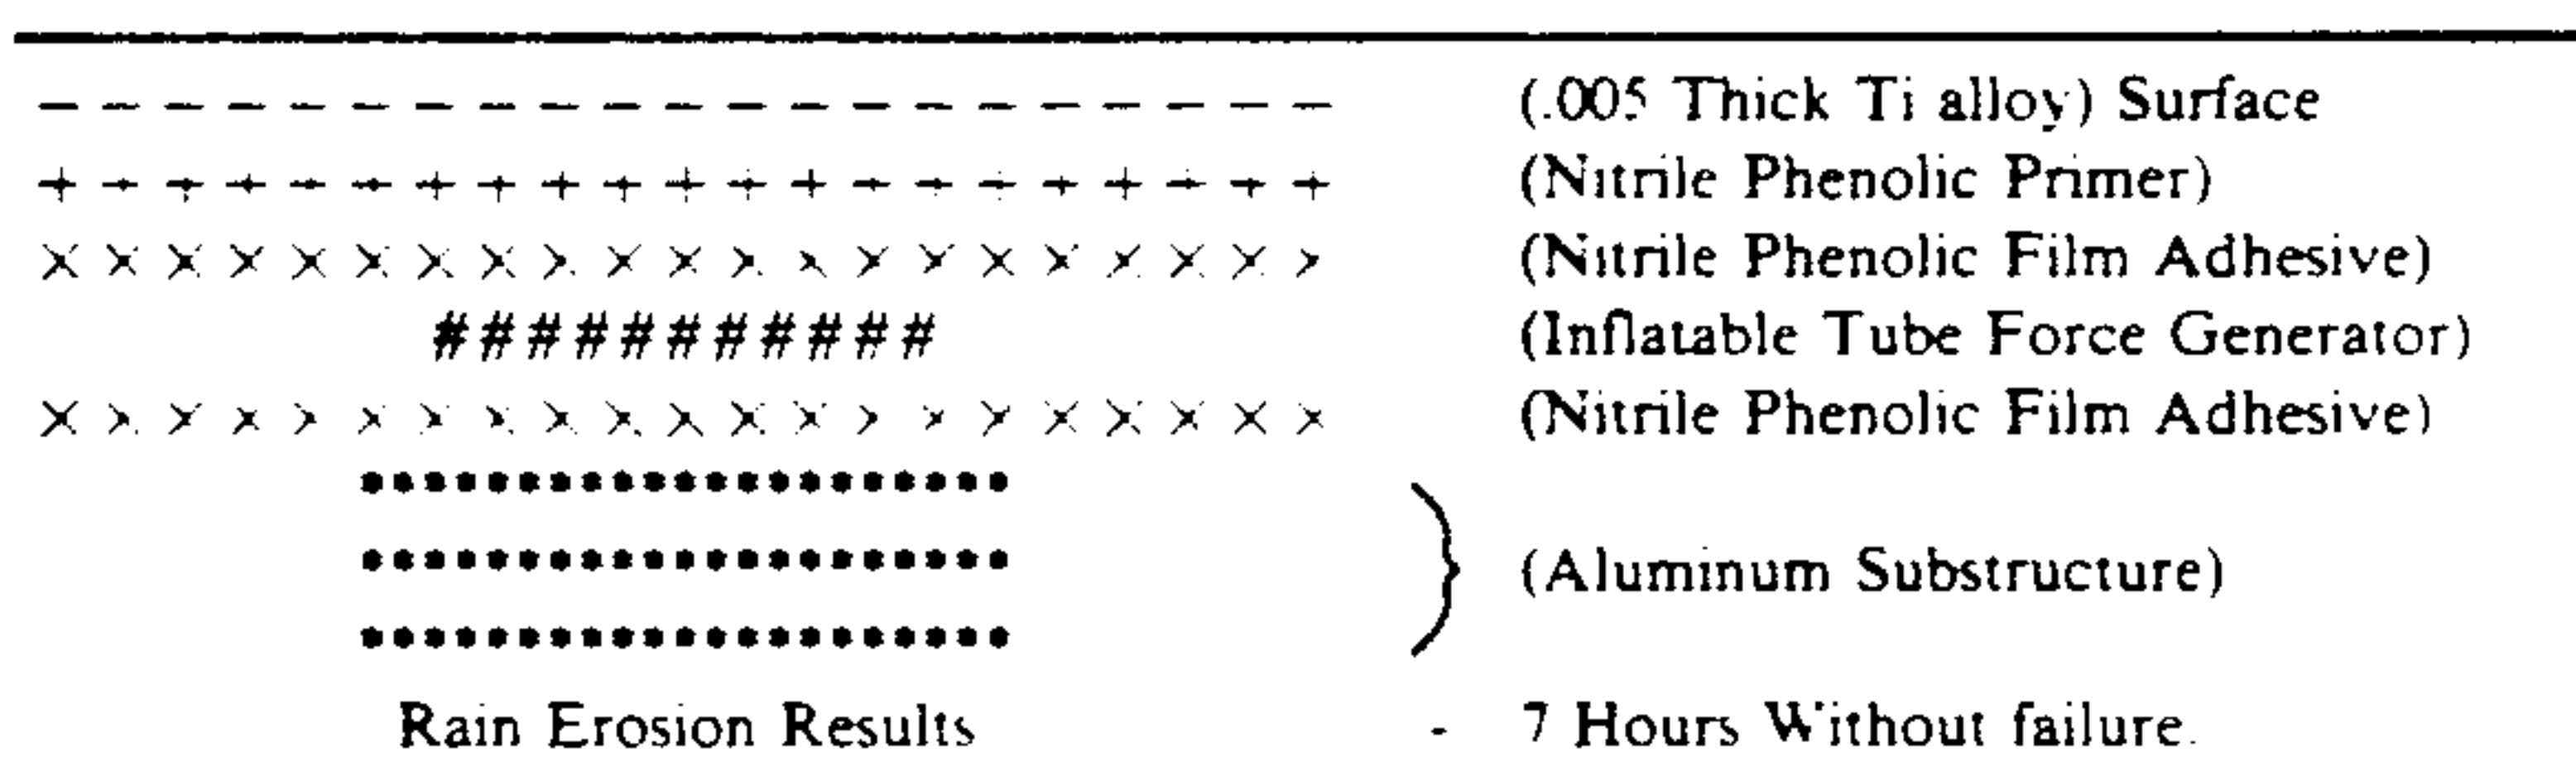 — — — — — — — — — — — — — — — — — — — — — (.005 Thick Ti alloy) Surface
+ + + + + + + + + + + + + + + + + + + + + (Nitrile Phenolic Primer)
× × × × × × × × × × × × × × × × × × × × × (Nitrile Phenolic Film Adhesive)
# # # # # # # # # # # (Inflatable Tube Force Generator)
× × × × × × × × × × × × × × × × × × × × × (Nitrile Phenolic Film Adhesive)
•••••••••••••••••••••
••••••••••••••••••••• } (Aluminum Substructure)
•••••••••••••••••••••
Rain Erosion Results - 7 Hours Without failure.